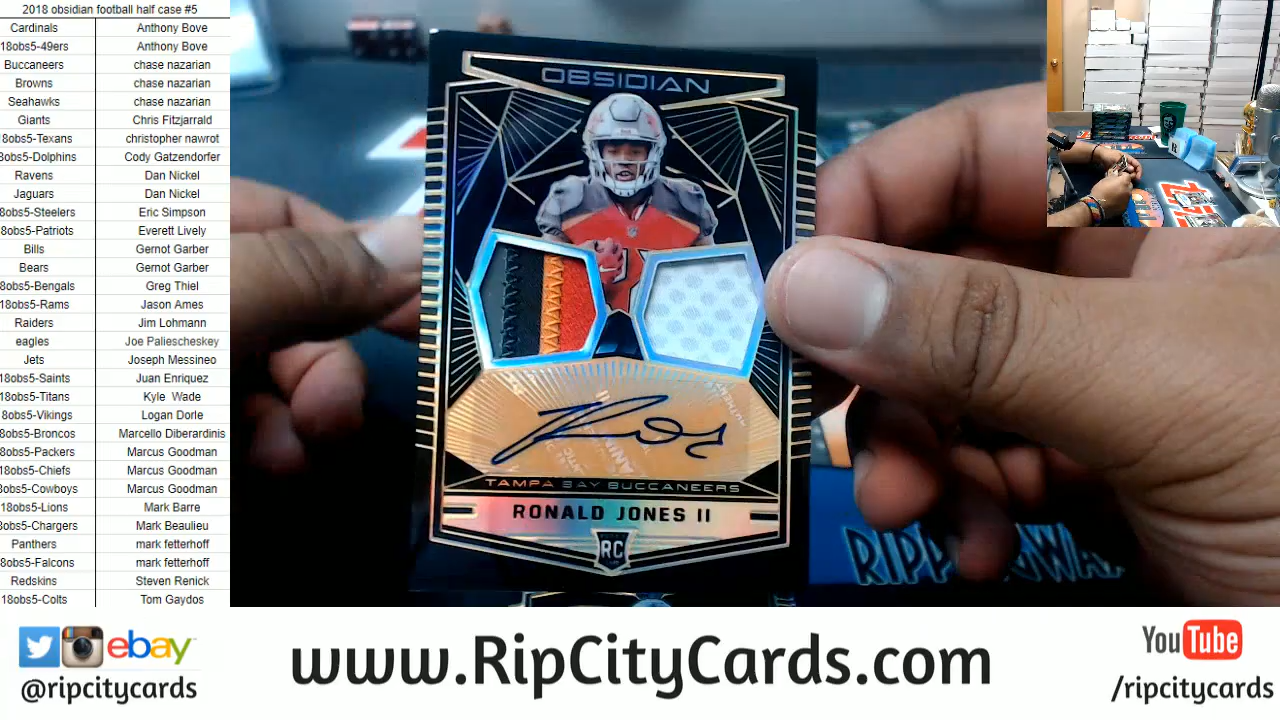 2018 obsidian football half case #5
Cardinals Anthony Bove
18obs5-49ers Anthony Bove
Buccaneers chase nazarian
Browns chase nazarian
Seahawks chase nazarian
Giants Chris Fitzjarrald
8obs5-Texans christopher nawrot
8obs5-Dolphins Cody Gatzendorfer
Ravens Dan Nickel
Jaguars Dan Nickel
8obs5-Steelers Eric Simpson
8obs5-Patriots Everett Lively
Bills Gernot Garber
Bears Gernot Garber
8obs5-Bengals Greg Thiel
18obs5-Rams Jason Ames
Raiders Jim Lohmann
eagles Joe Paliescheskey
Jets Joseph Messineo
18obs5-Saints Juan Enriquez
18obs5-Titans Kyle Wade
8obs5-Vikings Logan Dorle
8obs5-Broncos Marcello Diberardinis
8obs5-Packers Marcus Goodman
18obs5-Chiefs Marcus Goodman
8obs5-Cowboys Marcus Goodman
18obs5-Lions Mark Barre
8obs5-Chargers Mark Beaulieu
Panthers mark fetterhoff
8obs5-Falcons mark fetterhoff
Redskins Steven Renick
18obs5-Colts Tom Gaydos
OBSIDIAN
TAMPA BAY BUCCANEERS
RONALD JONES II
RC
ebay
@ripcitycards
www.RipCityCards.com
YouTube
/ripcitycards